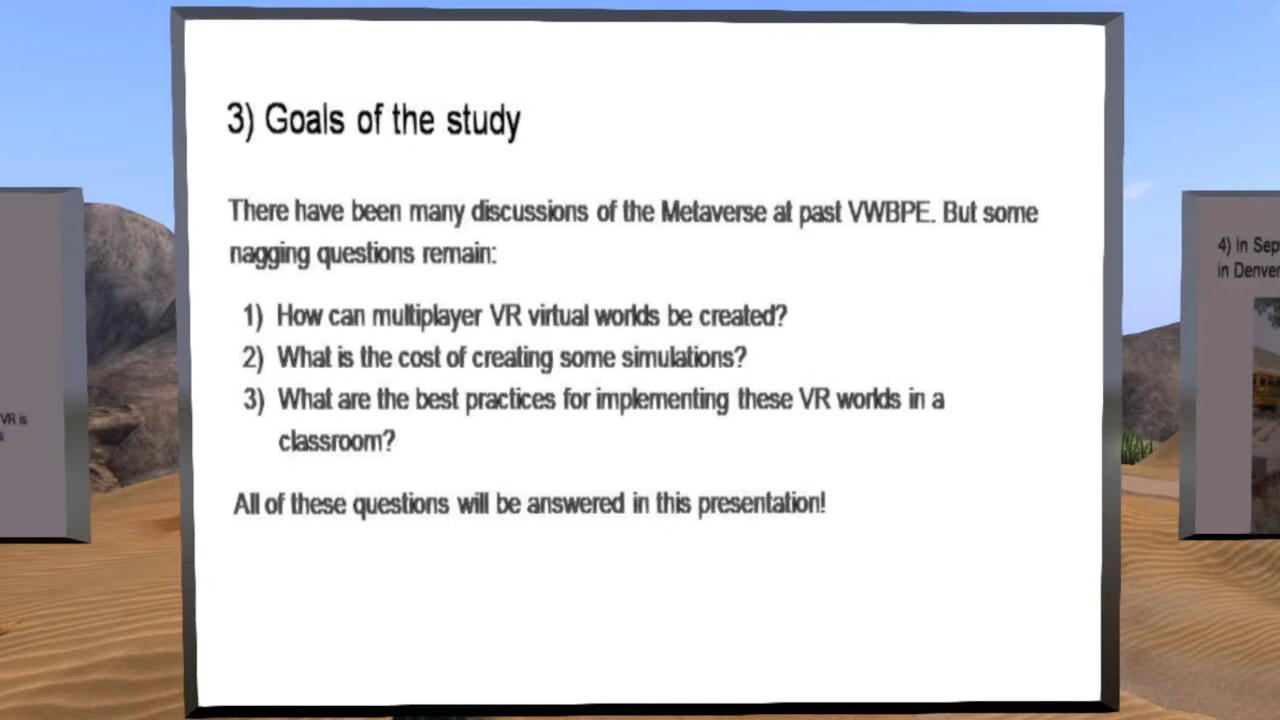 3) Goals of the study
There have been many discussions of the Metaverse at past VWBPE. But some
nagging questions remain:
1) How can multiplayer VR virtual worlds be created?
2) What is the cost of creating some simulations?
3) What are the best practices for implementing these VR worlds in a
classroom?
All of these questions will be answered in this presentation!
VR is
4) In Sep
in Denver